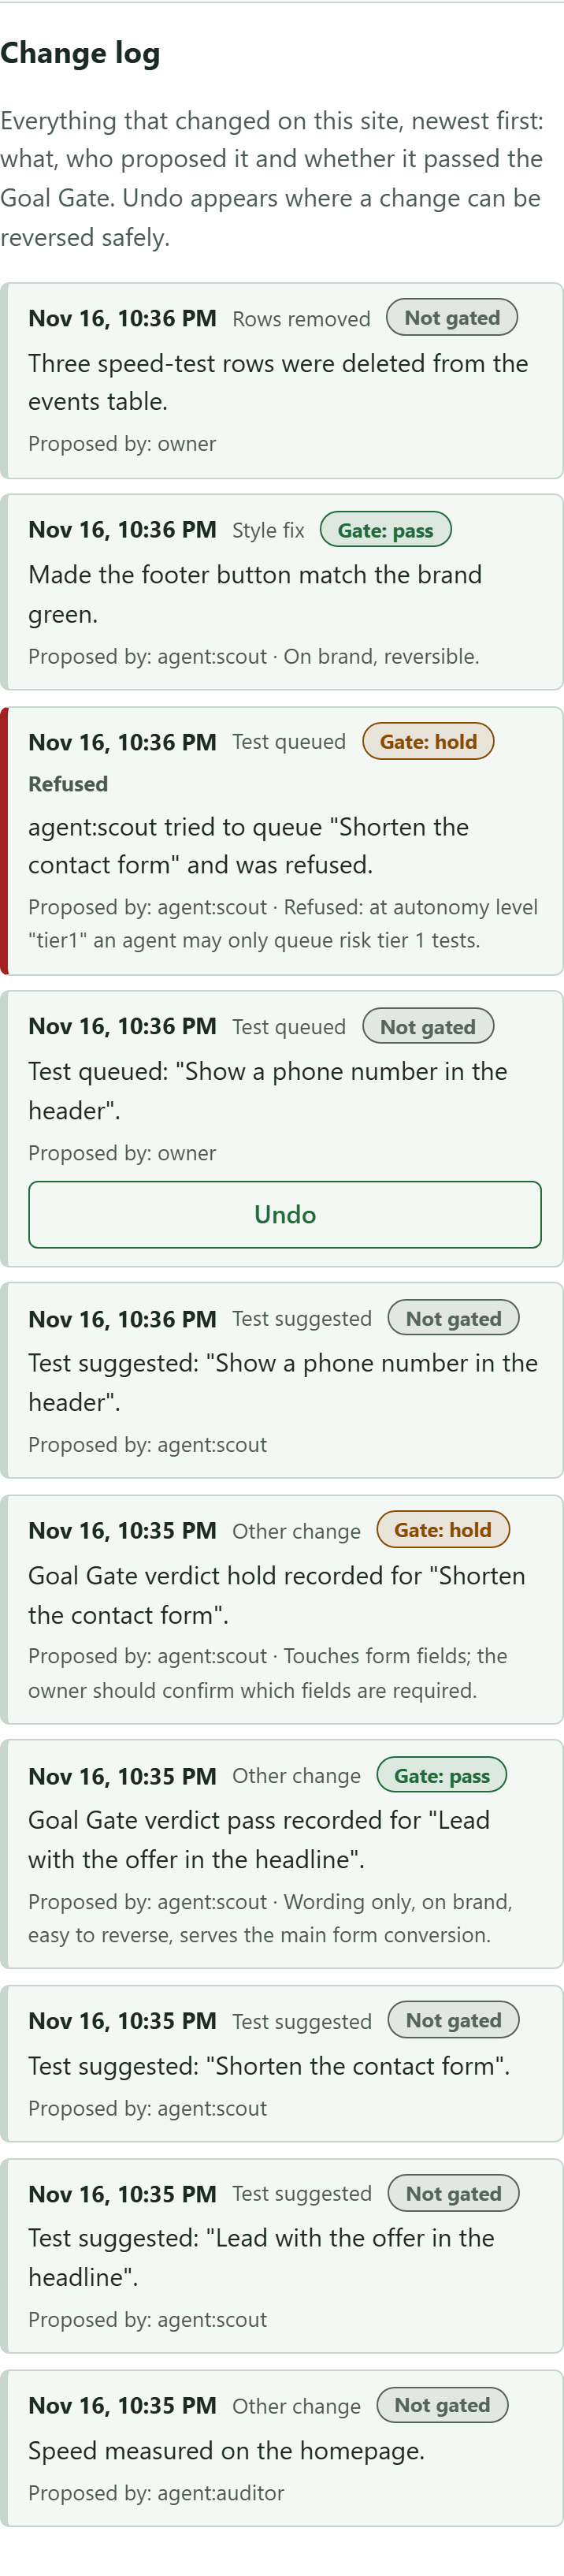 Change log
Everything that changed on this site, newest first:
what, who proposed it and whether it passed the
Goal Gate. Undo appears where a change can be
reversed safely.
Nov 16, 10:36 PM Rows removed Not gated
Three speed-test rows were deleted from the
events table.
Proposed by: owner
Nov 16, 10:36 PM Style fix Gate: pass
Made the footer button match the brand
green.
Proposed by: agent:scout · On brand, reversible.
Nov 16, 10:36 PM Test queued Gate: hold
Refused
agent:scout tried to queue "Shorten the
contact form" and was refused.
Proposed by: agent:scout · Refused: at autonomy level
"tier1" an agent may only queue risk tier 1 tests.
Nov 16, 10:36 PM Test queued Not gated
Test queued: "Show a phone number in the
header".
Proposed by: owner
Undo
Nov 16, 10:36 PM Test suggested Not gated
Test suggested: "Show a phone number in the
header".
Proposed by: agent:scout
Nov 16, 10:35 PM Other change Gate: hold
Goal Gate verdict hold recorded for "Shorten
the contact form".
Proposed by: agent:scout · Touches form fields; the
owner should confirm which fields are required.
Nov 16, 10:35 PM Other change Gate: pass
Goal Gate verdict pass recorded for "Lead
with the offer in the headline".
Proposed by: agent:scout · Wording only, on brand,
easy to reverse, serves the main form conversion.
Nov 16, 10:35 PM Test suggested Not gated
Test suggested: "Shorten the contact form".
Proposed by: agent:scout
Nov 16, 10:35 PM Test suggested Not gated
Test suggested: "Lead with the offer in the
headline".
Proposed by: agent:scout
Nov 16, 10:35 PM Other change Not gated
Speed measured on the homepage.
Proposed by: agent:auditor